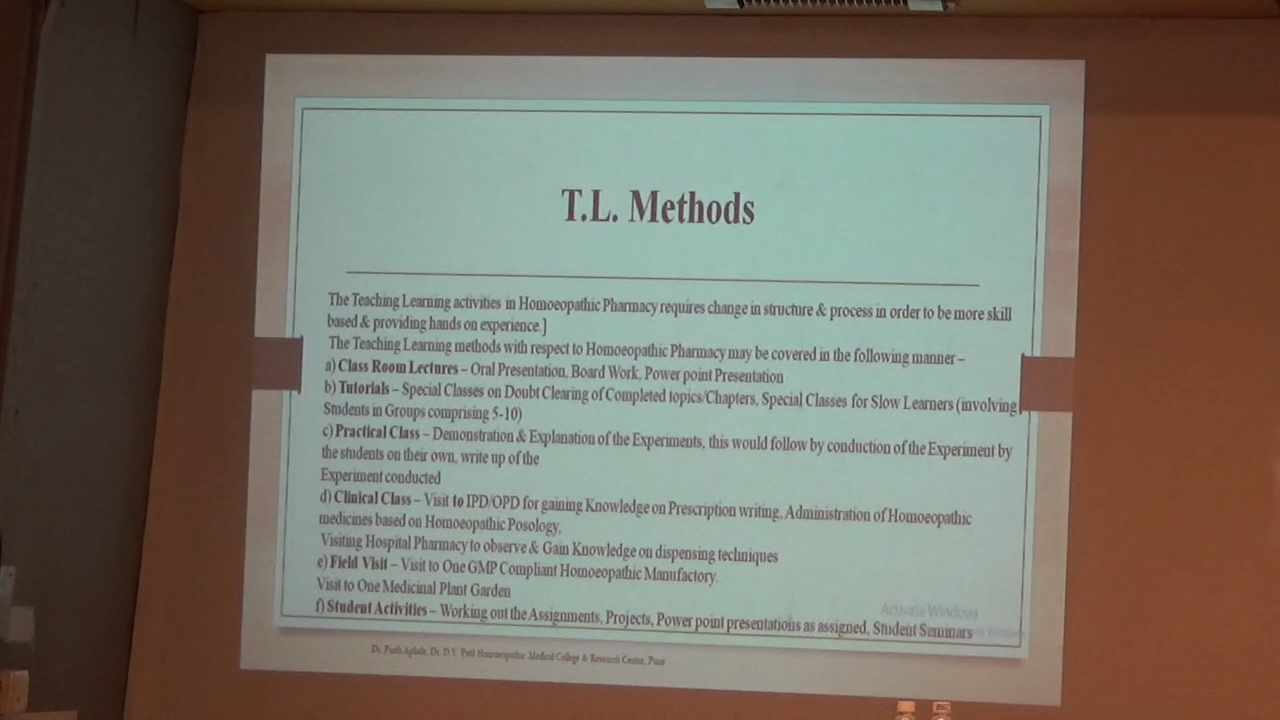 T.L. Methods
The Teaching Learning activities in Homoeopathic Pharmacy requires change in structure & process in order to be more skill
based & providing hands on experience.]
The Teaching Learning methods with respect to Homoeopathic Pharmacy may be covered in the following manner –
a) Class Room Lectures – Oral Presentation, Board Work, Power point Presentation
b) Tutorials – Special Classes on Doubt Clearing of Completed topics/Chapters, Special Classes for Slow Learners (involving
Students in Groups comprising 5-10)
c) Practical Class – Demonstration & Explanation of the Experiments, this would follow by conduction of the Experiment by
the students on their own, write up of the
Experiment conducted
d) Clinical Class – Visit to IPD/OPD for gaining Knowledge on Prescription writing, Administration of Homoeopathic
medicines based on Homoeopathic Posology,
Visiting Hospital Pharmacy to observe & Gain Knowledge on dispensing techniques
e) Field Visit – Visit to One GMP Compliant Homoeopathic Manufactory.
Visit to One Medicinal Plant Garden
f) Student Activities – Working out the Assignments, Projects, Power point presentations as assigned, Student Seminars
Activate Windows
Dr. D.Y. Patil Homoeopathic Medical College & Research Centre, Pune